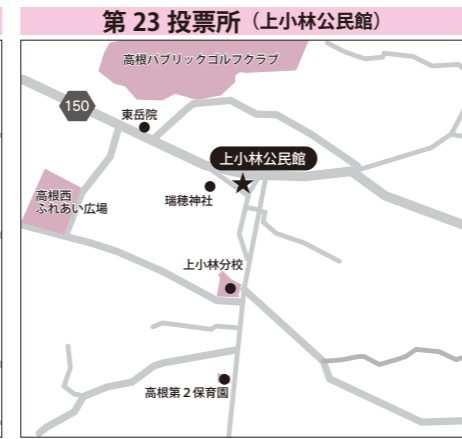 第 23 投票所（上小林公民館）
高根パブリックゴルフクラブ
150
東岳院
上小林公民館
瑞穂神社
高根西
ふれあい広場
上小林分校
高根第２保育園